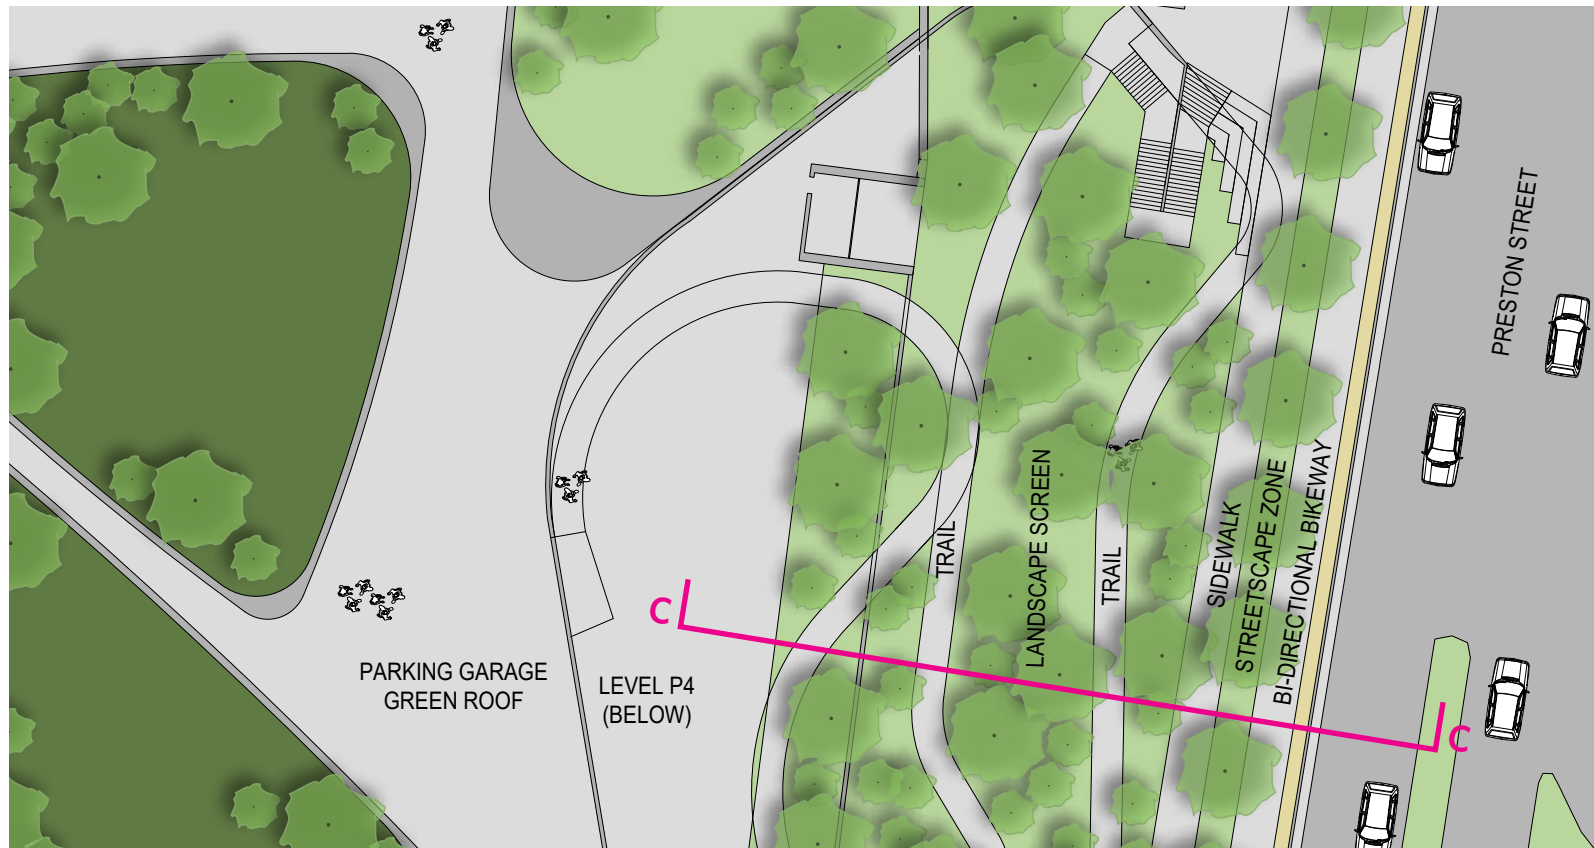 PRESTON STREET
TRAIL
LANDSCAPE SCREEN
TRAIL
SIDEWALK
STREETSCAPE ZONE
BI-DIRECTIONAL BIKEWAY
C
PARKING GARAGE
GREEN ROOF
LEVEL P4
(BELOW)
C